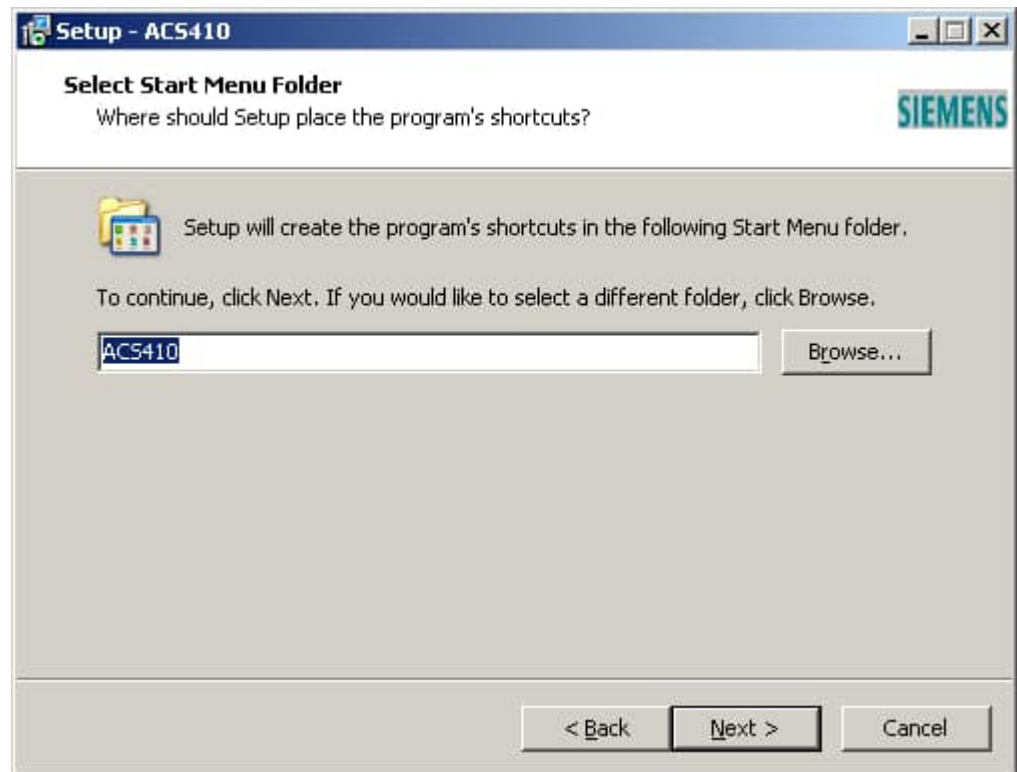 Setup - ACS410
Select Start Menu Folder
Where should Setup place the program's shortcuts?
SIEMENS
Setup will create the program's shortcuts in the following Start Menu folder.
To continue, click Next. If you would like to select a different folder, click Browse.
ACS410
Browse...
< Back
Next >
Cancel